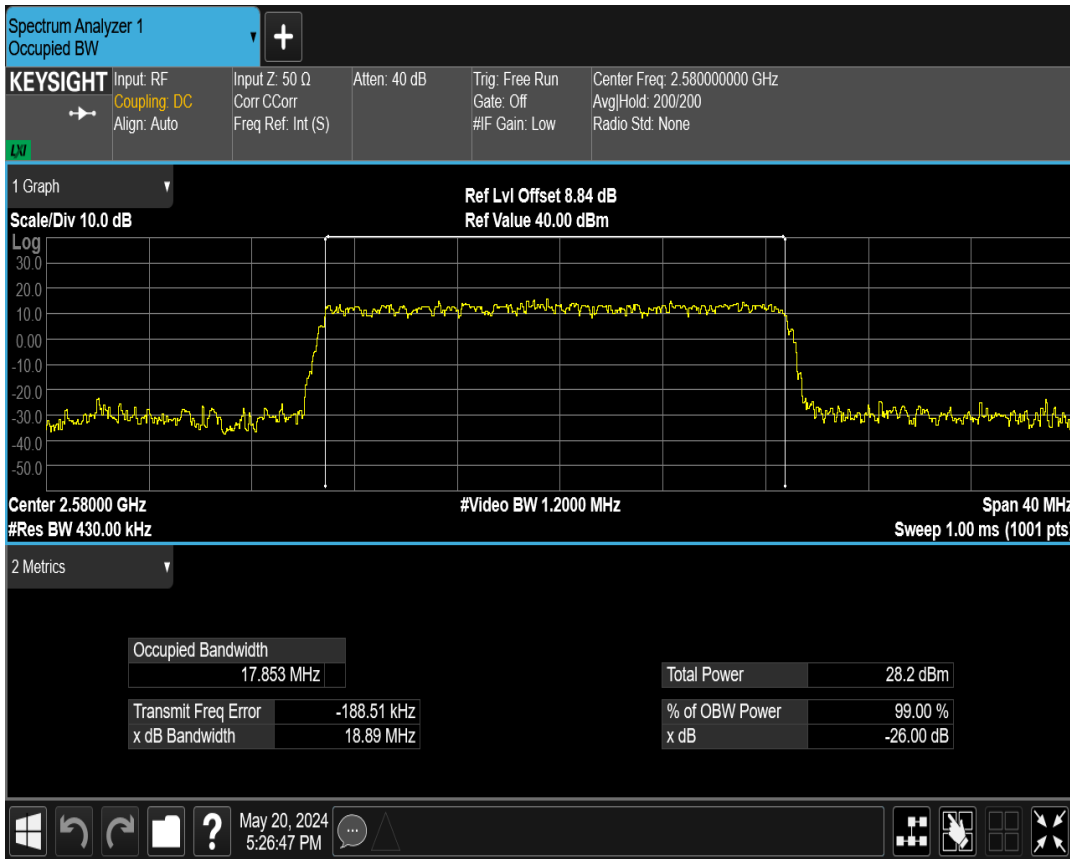 Spectrum Analyzer 1
Occupied BW
+
KEYSIGHT
LXI
Input: RF
Coupling: DC
Align: Auto
Input Z: 50 Ω
Corr CCorr
Freq Ref: Int (S)
Atten: 40 dB
Trig: Free Run
Gate: Off
#IF Gain: Low
Center Freq: 2.580000000 GHz
Avg|Hold: 200/200
Radio Std: None
1 Graph
Scale/Div 10.0 dB
Ref Lvl Offset 8.84 dB
Ref Value 40.00 dBm
Log
30.0
20.0
10.0
0.00
-10.0
-20.0
-30.0
-40.0
-50.0
Center 2.58000 GHz
#Video BW 1.2000 MHz
Span 40 MHz
#Res BW 430.00 kHz
Sweep 1.00 ms (1001 pts)
2 Metrics
Occupied Bandwidth
17.853 MHz
Total Power 28.2 dBm
Transmit Freq Error -188.51 kHz
% of OBW Power 99.00 %
x dB Bandwidth 18.89 MHz
x dB -26.00 dB
?
May 20, 2024
5:26:47 PM